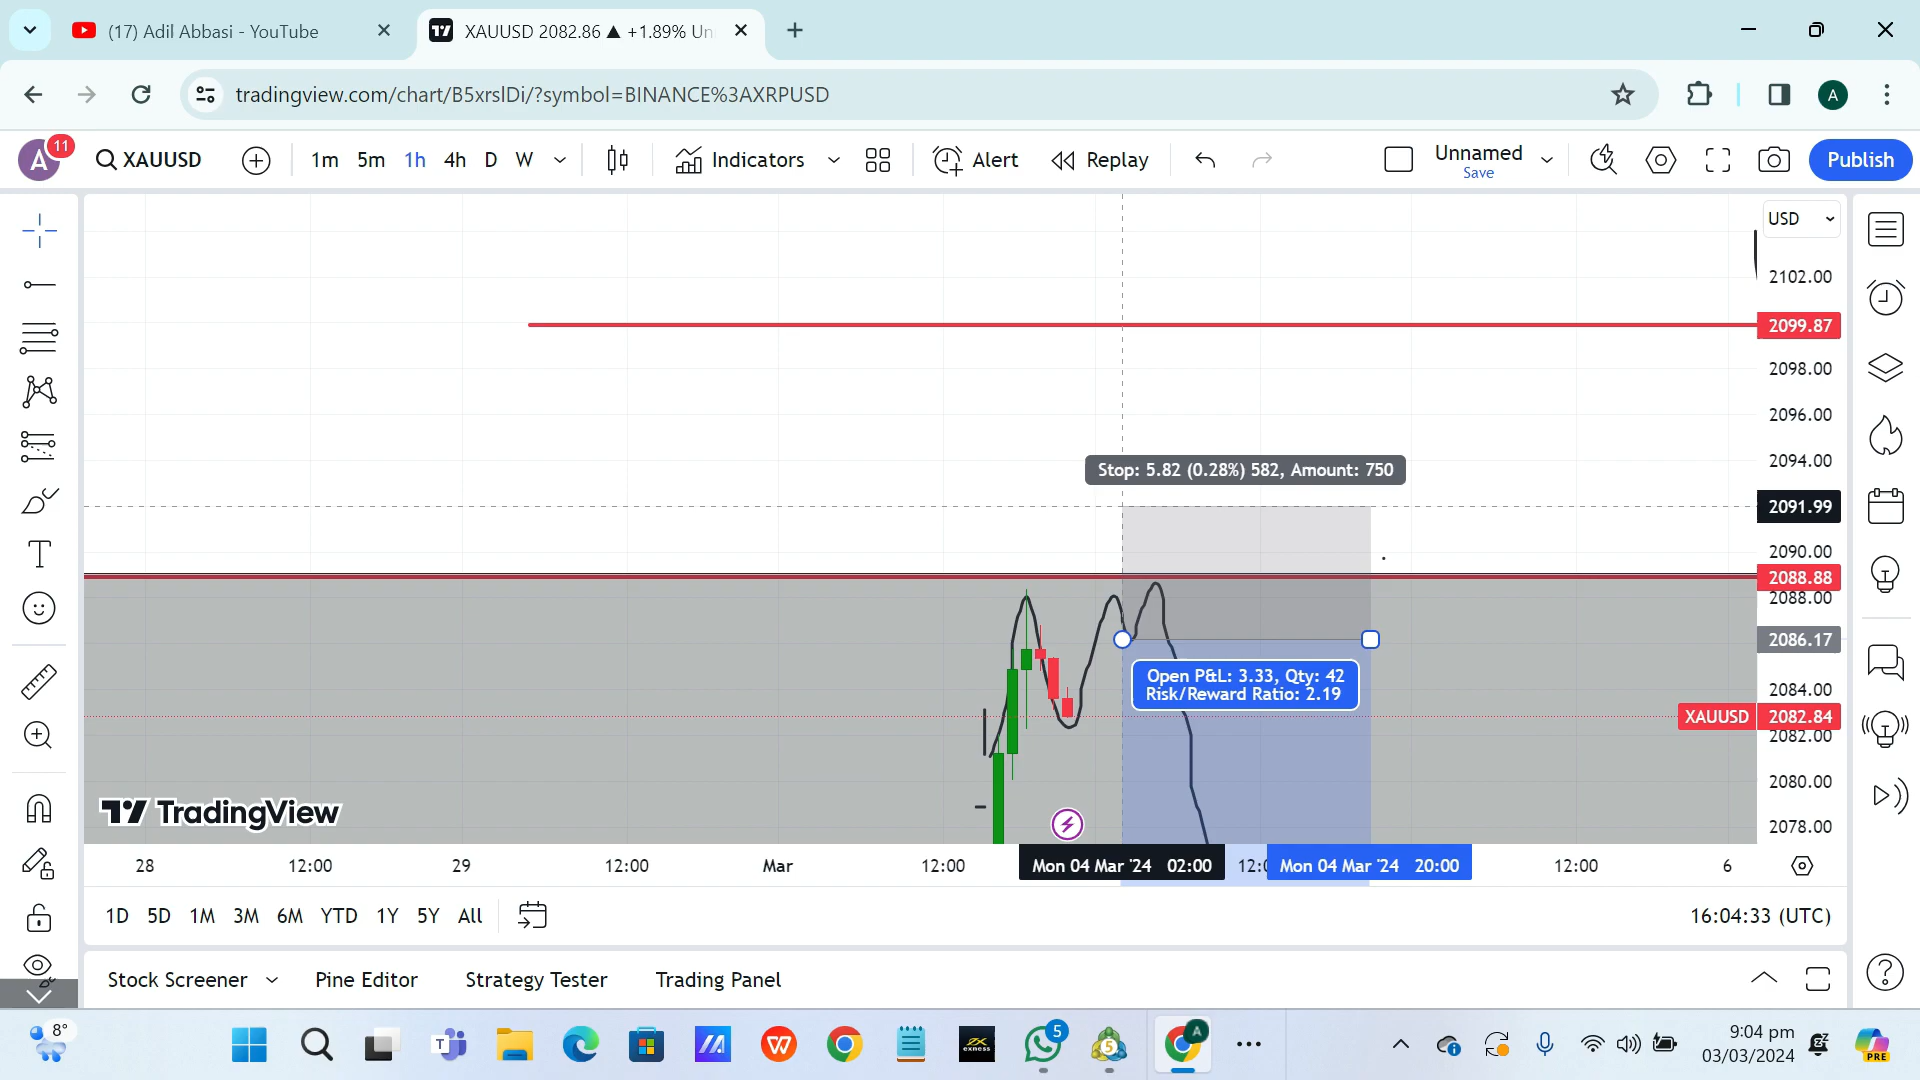 (17) Adil Abbasi - YouTube
XAUUSD 2082.86 ▲ +1.89% Un
tradingview.com/chart/B5xrslDi/?symbol=BINANCE%3AXRPUSD
A
A
11
XAUUSD
1m 5m 1h 4h D W
Indicators
Alert
Replay
Unnamed
Save
Publish
USD
2102.00
2099.87
2098.00
2096.00
2094.00
Stop: 5.82 (0.28%) 582, Amount: 750
2091.99
2090.00
2088.88
2088.00
2086.17
Open P&L: 3.33, Qty: 42
Risk/Reward Ratio: 2.19
2084.00
XAUUSD 2082.84
2082.00
2080.00
TradingView
2078.00
28 12:00 29 12:00 Mar 12:00 Mon 04 Mar '24 02:00 Mon 04 Mar '24 20:00 12:00 6
1D 5D 1M 3M 6M YTD 1Y 5Y All
16:04:33 (UTC)
Stock Screener
Pine Editor
Strategy Tester
Trading Panel
8°
exness
5
5
A
9:04 pm
03/03/2024
PRE